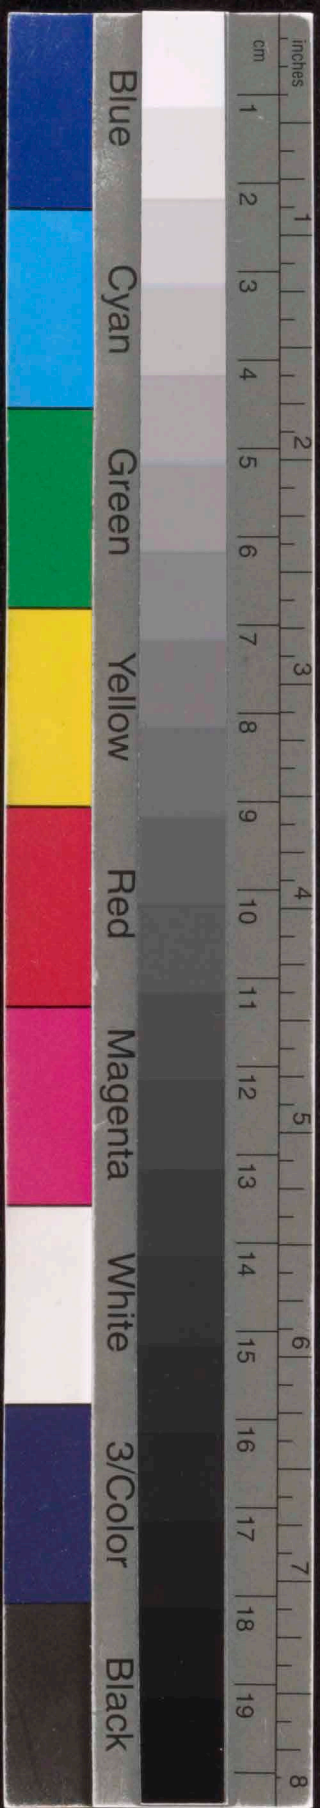 inches 1 2 3 4 5 6 7 8
cm 1 2 3 4 5 6 7 8 9 10 11 12 13 14 15 16 17 18 19
Blue Cyan Green Yellow Red Magenta White 3/Color Black